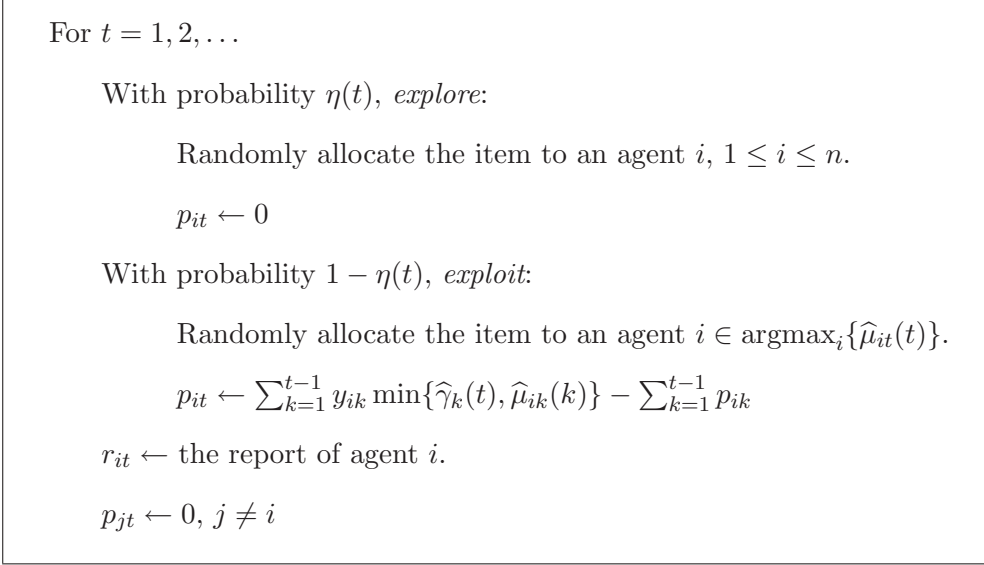 For t = 1, 2, . . .
With probability η(t), explore:
Randomly allocate the item to an agent i, 1 ≤ i ≤ n.
p_{it} ← 0
With probability 1 − η(t), exploit:
Randomly allocate the item to an agent i ∈ argmax_i{μ̂_{it}(t)}.
p_{it} ← ∑_{k=1}^{t−1} y_{ik} min{γ̂_k(t), μ̂_{ik}(k)} − ∑_{k=1}^{t−1} p_{ik}
r_{it} ← the report of agent i.
p_{jt} ← 0, j ≠ i